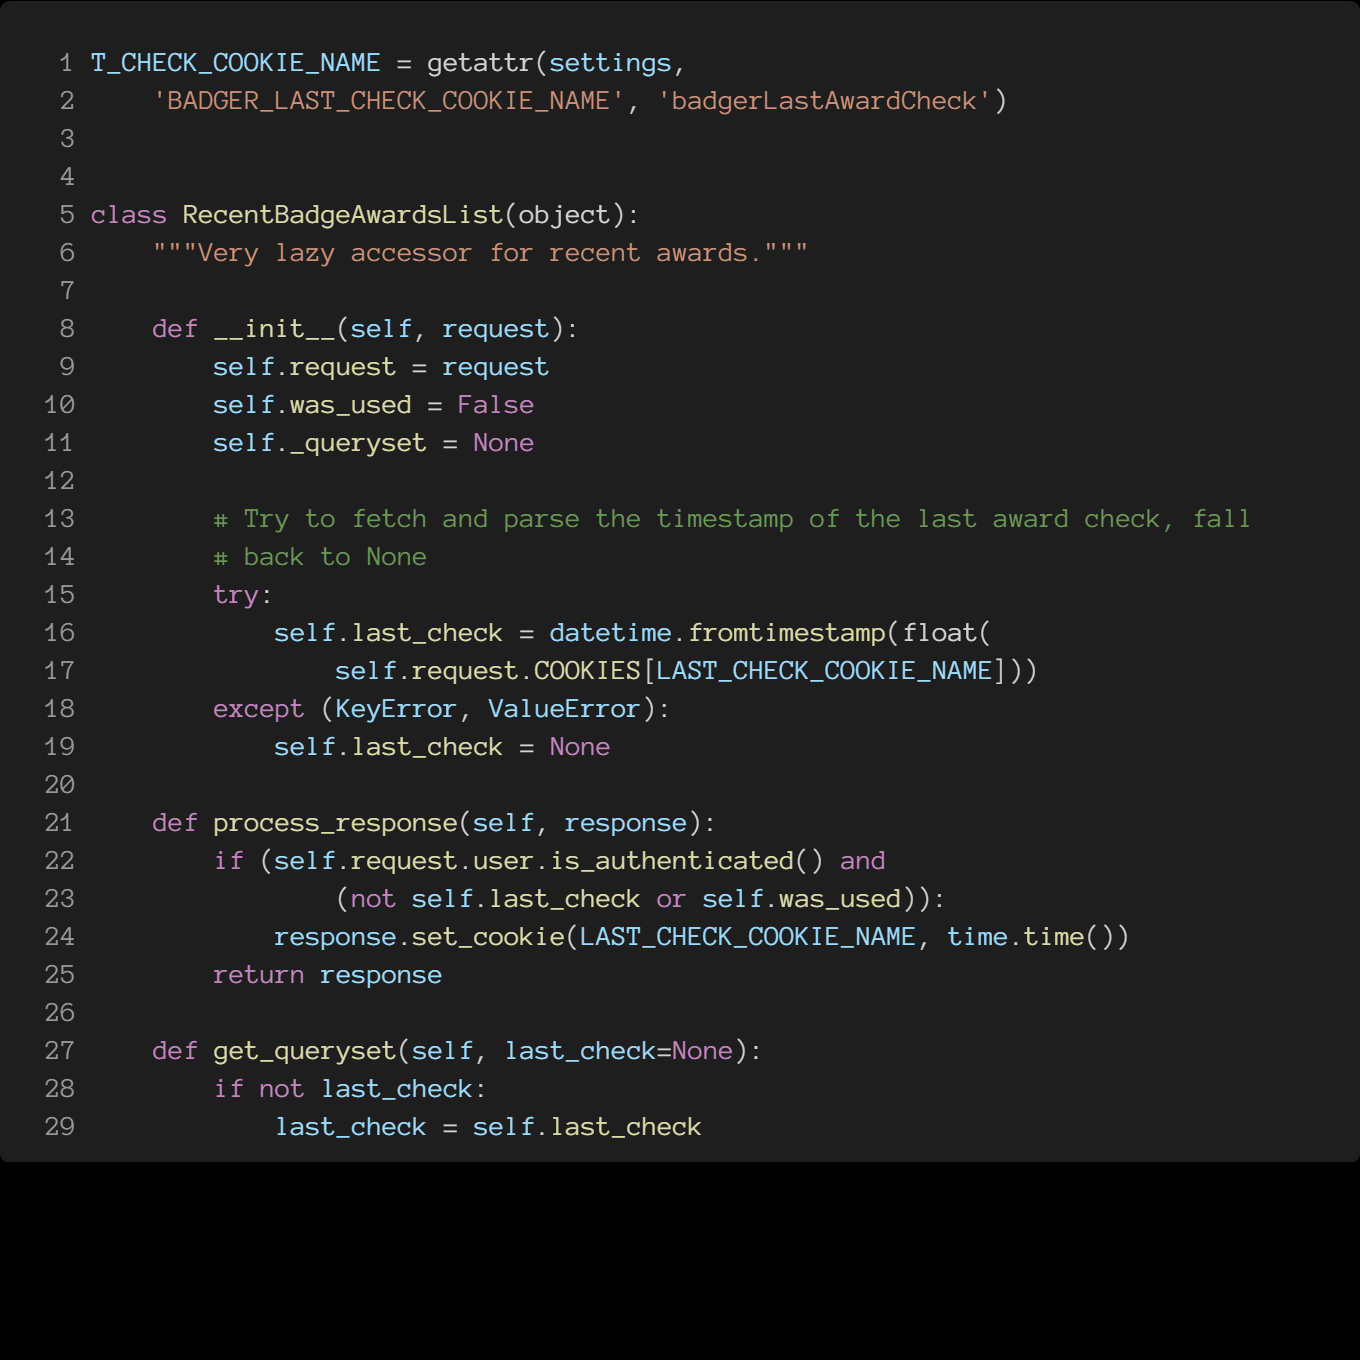 1 T_CHECK_COOKIE_NAME = getattr(settings,
2     'BADGER_LAST_CHECK_COOKIE_NAME', 'badgerLastAwardCheck')
3
4
5 class RecentBadgeAwardsList(object):
6     """Very lazy accessor for recent awards."""
7
8     def __init__(self, request):
9         self.request = request
10         self.was_used = False
11         self._queryset = None
12
13         # Try to fetch and parse the timestamp of the last award check, fall
14         # back to None
15         try:
16             self.last_check = datetime.fromtimestamp(float(
17                 self.request.COOKIES[LAST_CHECK_COOKIE_NAME]))
18         except (KeyError, ValueError):
19             self.last_check = None
20
21     def process_response(self, response):
22         if (self.request.user.is_authenticated() and
23                 (not self.last_check or self.was_used)):
24             response.set_cookie(LAST_CHECK_COOKIE_NAME, time.time())
25         return response
26
27     def get_queryset(self, last_check=None):
28         if not last_check:
29             last_check = self.last_check